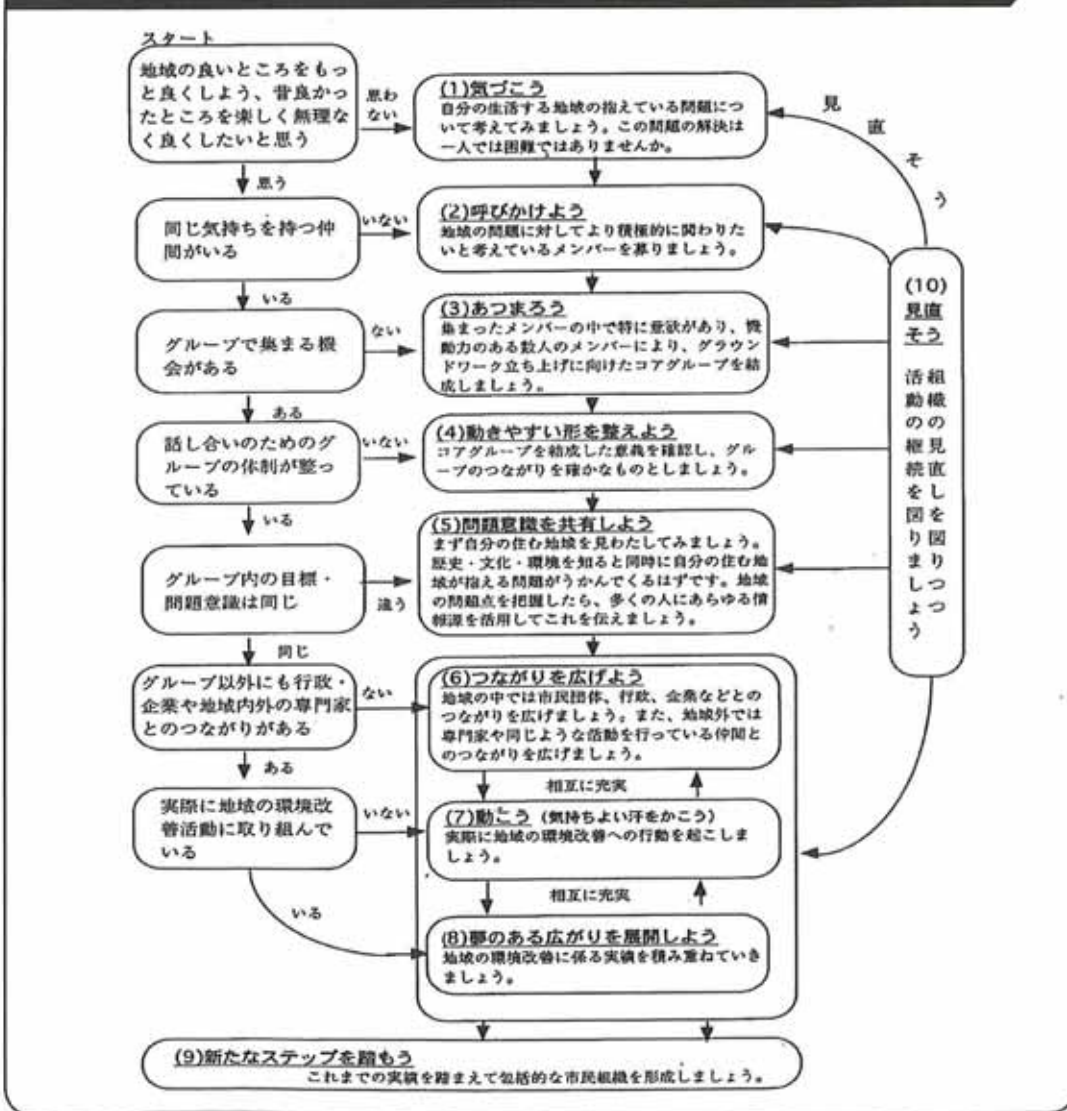 スタート
地域の良いところをもっ
と良くしよう、昔良かっ
たところを楽しく無理な
く良くしたいと思う
思わ
ない
(1)気づこう
自分の生活する地域の抱えている問題につ
いて考えてみましょう。この問題の解決は
一人では困難ではありませんか。
見直そう
思う
同じ気持ちを持つ仲
間がいる
いない
(2)呼びかけよう
地域の問題に対してより積極的に関わりた
いと考えているメンバーを募りましょう。
いる
グループで集まる機
会がある
ない
(3)あつまろう
集まったメンバーの中で特に意欲があり、機
動力のある数人のメンバーにより、グラウン
ドワーク立ち上げに向けたコアグループを結
成しましょう。
ある
話し合いのためのグ
ループの体制が整っ
ている
いない
(4)動きやすい形を整えよう
コアグループを結成した意義を確認し、グル
ープのつながりを確かなものとしましょう。
いる
グループ内の目標・
問題意識は同じ
違う
(5)問題意識を共有しよう
まず自分の住む地域を見わたしてみましょう。
歴史・文化・環境を知ると同時に自分の住む地
域が抱える問題がうかんでくるはずです。地域
の問題点を把握したら、多くの人にあらゆる情
報源を活用してこれを伝えましょう。
同じ
グループ以外にも行政・
企業や地域内外の専門家
とのつながりがある
ない
(6)つながりを広げよう
地域の中では市民団体、行政、企業などとの
つながりを広げましょう。また、地域外では
専門家や同じような活動を行っている仲間と
のつながりを広げましょう。
ある
相互に充実
実際に地域の環境改
善活動に取り組んで
いる
いない
(7)動こう（気持ちよい汗をかこう）
実際に地域の環境改善への行動を起こしま
しょう。
相互に充実
いる
(8)夢のある広がりを展開しよう
地域の環境改善に係る実績を積み重ねていき
ましょう。
(9)新たなステップを踏もう
これまでの実績を踏まえて包括的な市民組織を形成しましょう。
(10)
見直
そう
組織の見直しを図りつつ
活動の継続を図りましょう